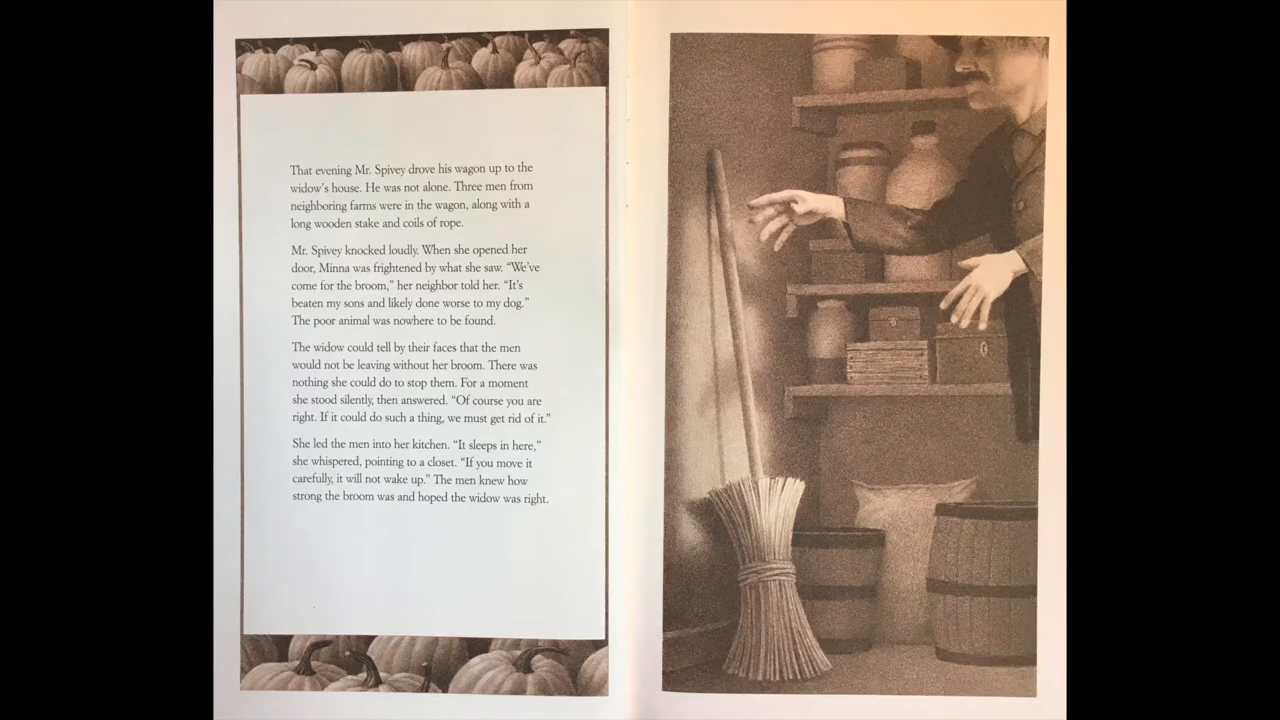 That evening Mr. Spivey drove his wagon up to the
widow's house. He was not alone. Three men from
neighboring farms were in the wagon, along with a
long wooden stake and coils of rope.
Mr. Spivey knocked loudly. When she opened her
door, Minna was frightened by what she saw. “We've
come for the broom,” her neighbor told her. “It's
beaten my sons and likely done worse to my dog.”
The poor animal was nowhere to be found.
The widow could tell by their faces that the men
would not be leaving without her broom. There was
nothing she could do to stop them. For a moment
she stood silently, then answered. “Of course you are
right. If it could do such a thing, we must get rid of it.”
She led the men into her kitchen. “It sleeps in here,”
she whispered, pointing to a closet. “If you move it
carefully, it will not wake up.” The men knew how
strong the broom was and hoped the widow was right.